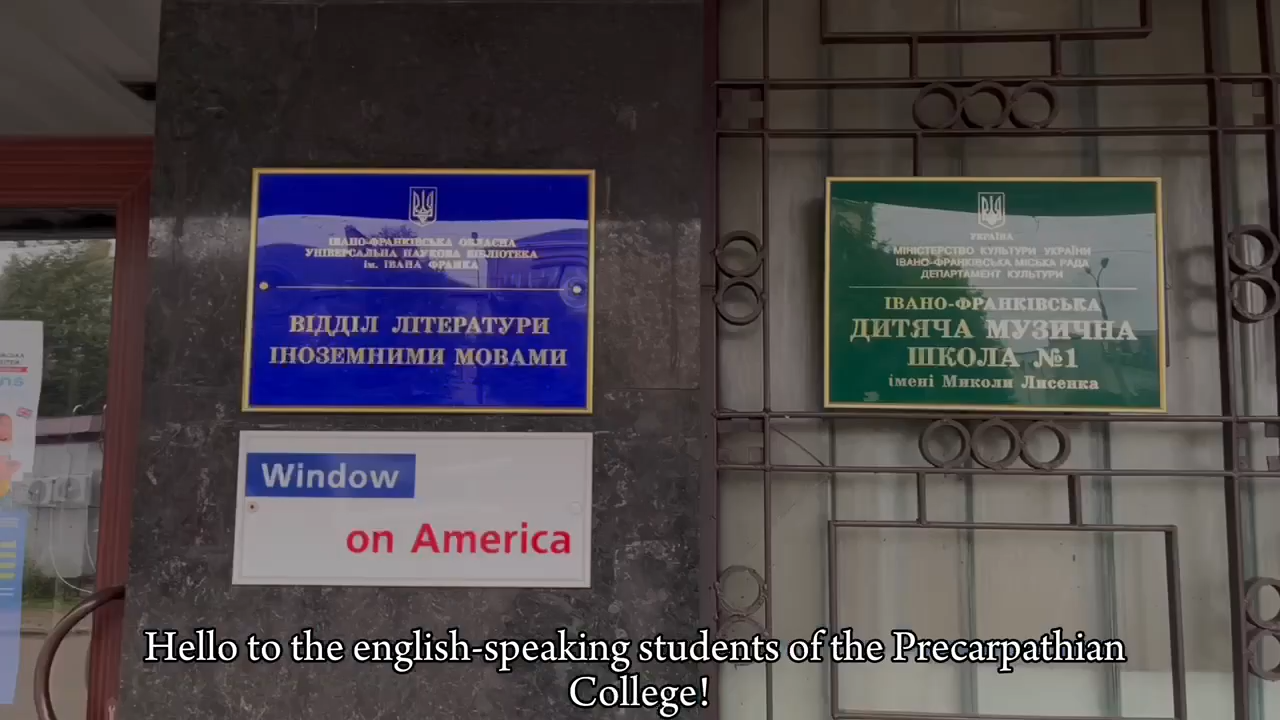 ІВАНО-ФРАНКІВСЬКА ОБЛАСНА
УНІВЕРСАЛЬНА НАУКОВА БІБЛІОТЕКА
ім. ІВАНА ФРАНКА
ВІДДІЛ ЛІТЕРАТУРИ
ІНОЗЕМНИМИ МОВАМИ
Window
on America
УКРАЇНА
МІНІСТЕРСТВО КУЛЬТУРИ УКРАЇНИ
ІВАНО-ФРАНКІВСЬКА МІСЬКА РАДА
ДЕПАРТАМЕНТ КУЛЬТУРИ
ІВАНО-ФРАНКІВСЬКА
ДИТЯЧА МУЗИЧНА
ШКОЛА №1
імені Миколи Лисенка
Hello to the english-speaking students of the Precarpathian
College!